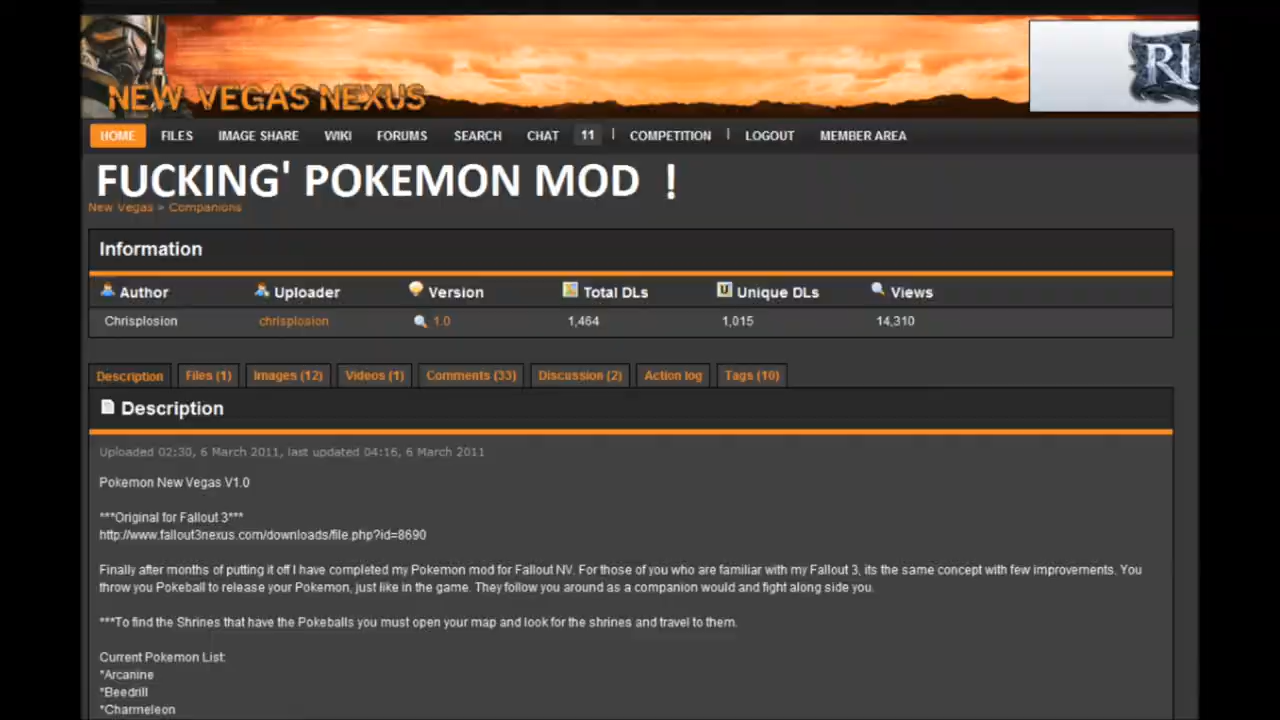 NEW VEGAS NEXUS
HOME FILES IMAGE SHARE WIKI FORUMS SEARCH CHAT 11 | COMPETITION | LOGOUT MEMBER AREA
FUCKING' POKEMON MOD !
New Vegas » Companions
Information
Author Uploader Version Total DLs Unique DLs Views
Chrisplosion chrisplosion 1.0 1,464 1,015 14,310
Description Files (1) Images (12) Videos (1) Comments (33) Discussion (2) Action log Tags (10)
Description
Uploaded 02:30, 6 March 2011, last updated 04:16, 6 March 2011
Pokemon New Vegas V1.0
***Original for Fallout 3***
http://www.fallout3nexus.com/downloads/file.php?id=8690
Finally after months of putting it off I have completed my Pokemon mod for Fallout NV. For those of you who are familiar with my Fallout 3, its the same concept with few improvements. You
throw you Pokeball to release your Pokemon, just like in the game. They follow you around as a companion would and fight along side you.
***To find the Shrines that have the Pokeballs you must open your map and look for the shrines and travel to them.
Current Pokemon List:
*Arcanine
*Beedrill
*Charmeleon